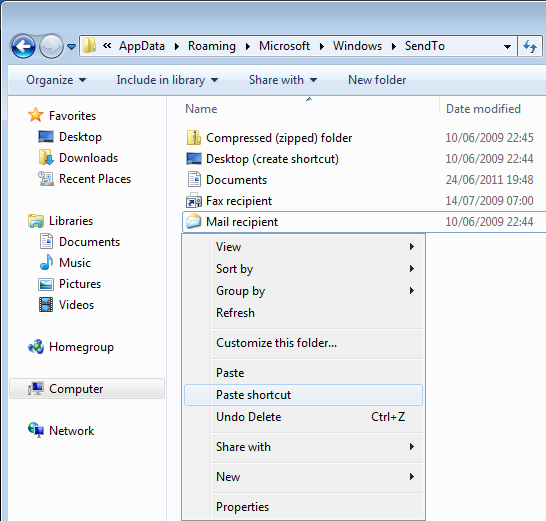 « AppData ▸ Roaming ▸ Microsoft ▸ Windows ▸ SendTo
Organize Include in library Share with New folder
Name Date modified
Favorites
Desktop
Downloads
Recent Places
Libraries
Documents
Music
Pictures
Videos
Homegroup
Computer
Network
Compressed (zipped) folder 10/06/2009 22:45
Desktop (create shortcut) 10/06/2009 22:44
Documents 24/06/2011 19:48
Fax recipient 14/07/2009 07:00
Mail recipient 10/06/2009 22:44
View
Sort by
Group by
Refresh
Customize this folder...
Paste
Paste shortcut
Undo Delete Ctrl+Z
Share with
New
Properties